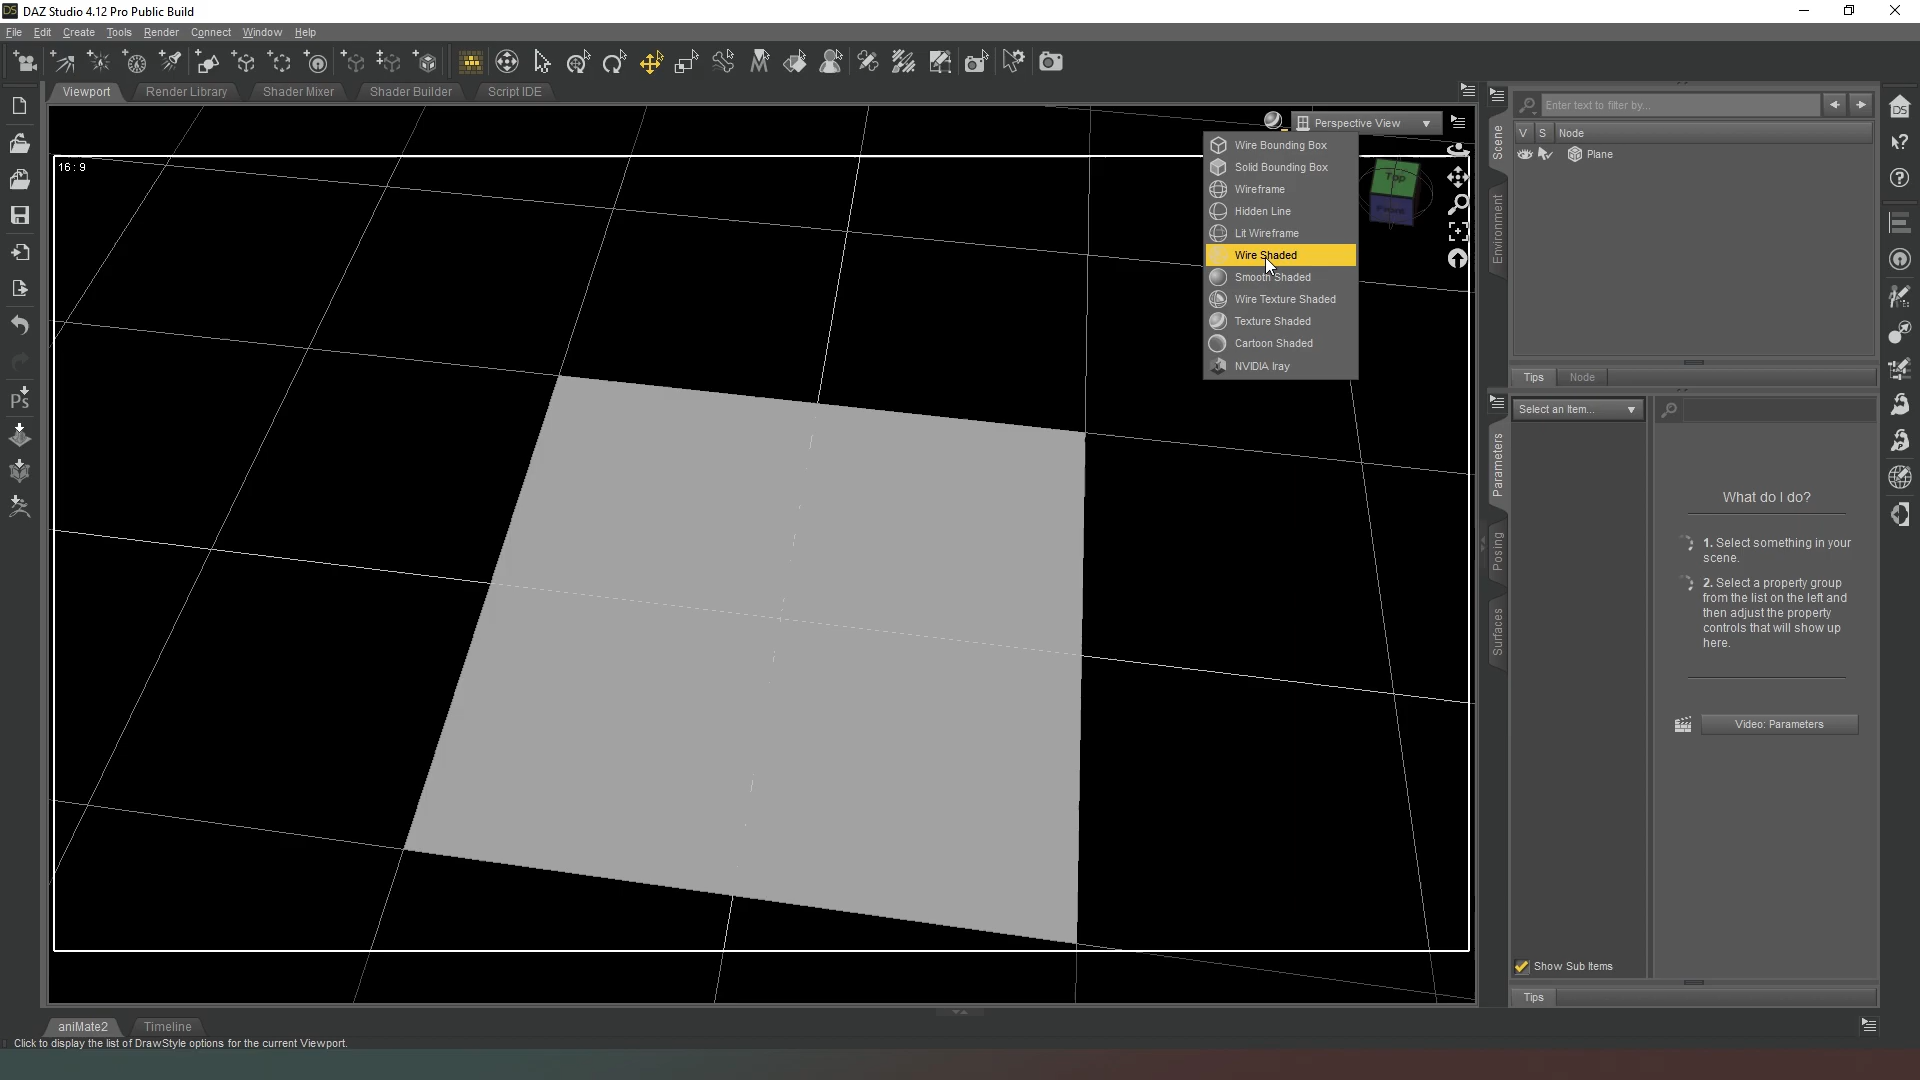 DAZ Studio 4.12 Pro Public Build
File Edit Create Tools Render Connect Window Help
Viewport Render Library Shader Mixer Shader Builder Script IDE
16 : 9
Perspective View
Wire Bounding Box
Solid Bounding Box
Wireframe
Hidden Line
Lit Wireframe
Wire Shaded
Smooth Shaded
Wire Texture Shaded
Texture Shaded
Cartoon Shaded
NVIDIA Iray
Top
Front
Scene
Environment
Enter text to filter by...
V S Node
Plane
Tips Node
Parameters
Posing
Surfaces
Select an Item...
What do I do?
1. Select something in your
scene.
2. Select a property group
from the list on the left and
then adjust the property
controls that will show up
here.
Video: Parameters
Show Sub Items
Tips
aniMate2 Timeline
Click to display the list of DrawStyle options for the current Viewport.
DS
DS
Ps